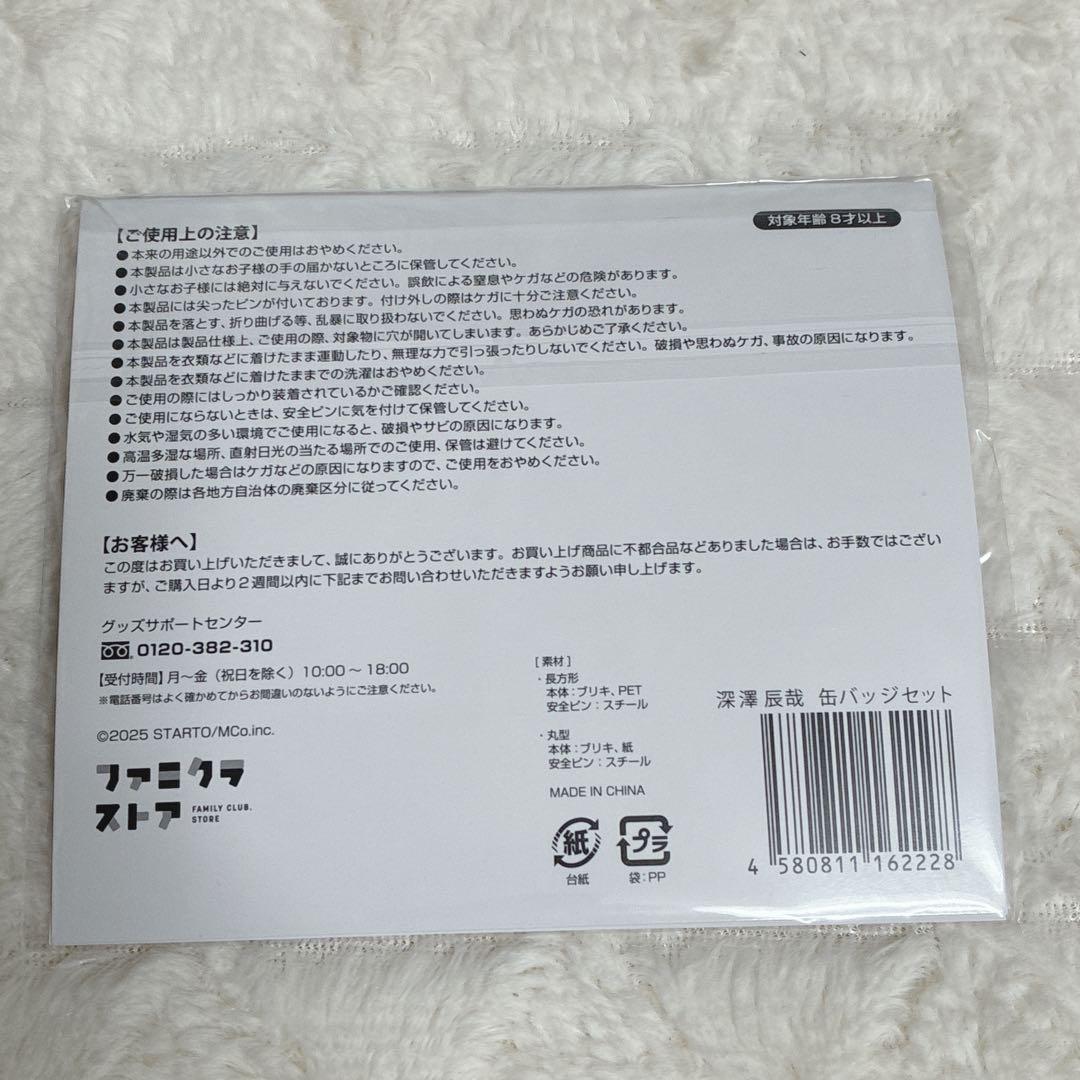 対象年齢8才以上
【ご使用上の注意】
●本来の用途以外でのご使用はおやめください。
●本製品は小さなお子様の手の届かないところに保管してください。
●小さなお子様には絶対に与えないでください。誤飲による窒息やケガなどの危険があります。
●本製品には尖ったピンが付いております。付け外しの際はケガに十分ご注意ください。
●本製品を落とす、折り曲げる等、乱暴に取り扱わないでください。思わぬケガの恐れがあります。
●本製品は製品仕様上、ご使用の際、対象物に穴が開いてしまいます。あらかじめご了承ください。
●本製品を衣類などに着けたまま運動したり、無理な力で引っ張ったりしないでください。破損や思わぬケガ、事故の原因になります。
●本製品を衣類などに着けたままでの洗濯はおやめください。
●ご使用の際にはしっかり装着されているかご確認ください。
●ご使用にならないときは、安全ピンに気を付けて保管してください。
●水気や湿気の多い環境でご使用になると、破損やサビの原因になります。
●高温多湿な場所、直射日光の当たる場所でのご使用、保管は避けてください。
●万一破損した場合はケガなどの原因になりますので、ご使用をおやめください。
●廃棄の際は各地方自治体の廃棄区分に従ってください。
【お客様へ】
この度はお買い上げいただきまして、誠にありがとうございます。お買い上げ商品に不都合品などありました場合は、お手数ではござい
ますが、ご購入日より2週間以内に下記までお問い合わせいただきますようお願い申し上げます。
グッズサポートセンター
0120-382-310
【受付時間】月〜金（祝日を除く）10:00〜18:00
※電話番号はよく確かめてからお間違いのないようにご注意ください。
©2025 STARTO/MCo.inc.
ファミクラ
ストア
FAMILY CLUB.
STORE
[素材]
・長方形
本体：ブリキ、PET
安全ピン：スチール
・丸型
本体：ブリキ、紙
安全ピン：スチール
MADE IN CHINA
紙
台紙
プラ
袋：PP
深澤辰哉 缶バッジセット
4 580811 162228